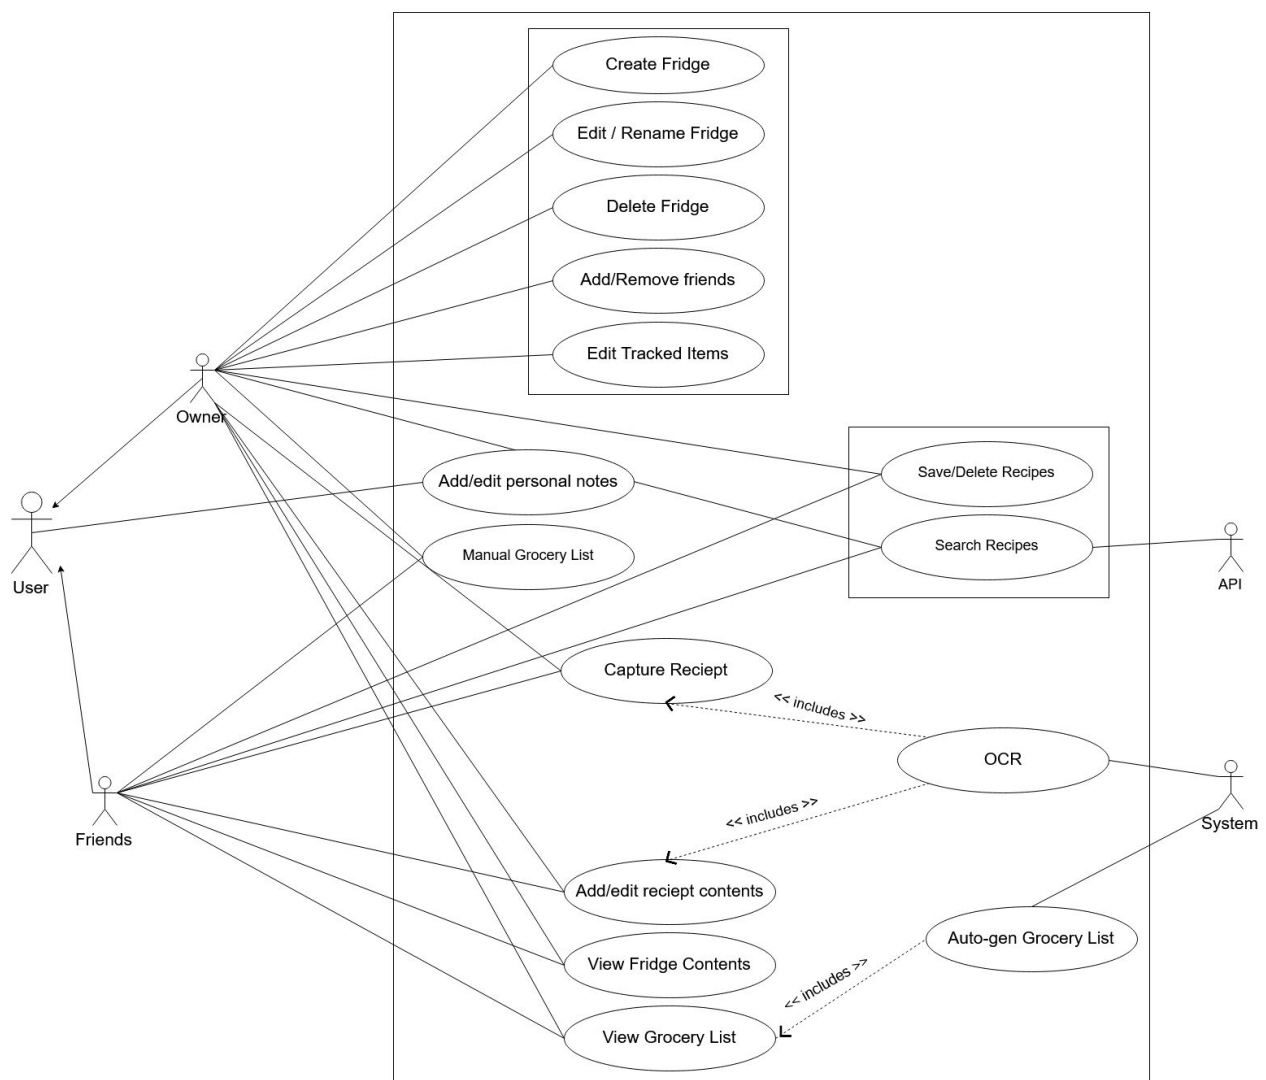 Create Fridge
Edit / Rename Fridge
Delete Fridge
Add/Remove friends
Edit Tracked Items
Owner
Add/edit personal notes
Save/Delete Recipes
Manual Grocery List
Search Recipes
User
API
Capture Reciept
<< includes >>
OCR
<< includes >>
System
Friends
Add/edit reciept contents
Auto-gen Grocery List
View Fridge Contents
<< includes >>
View Grocery List